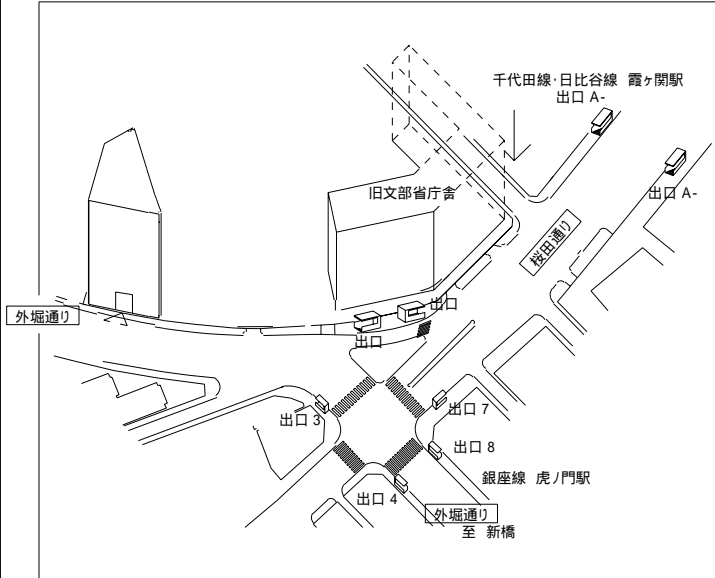 千代田線・日比谷線 霞ヶ関駅
出口 A-
出口 A-
旧文部省庁舎
桜田通り
出口
外堀通り
出口
出口 7
出口 3
出口 8
銀座線 虎ノ門駅
出口 4
外堀通り
至 新橋